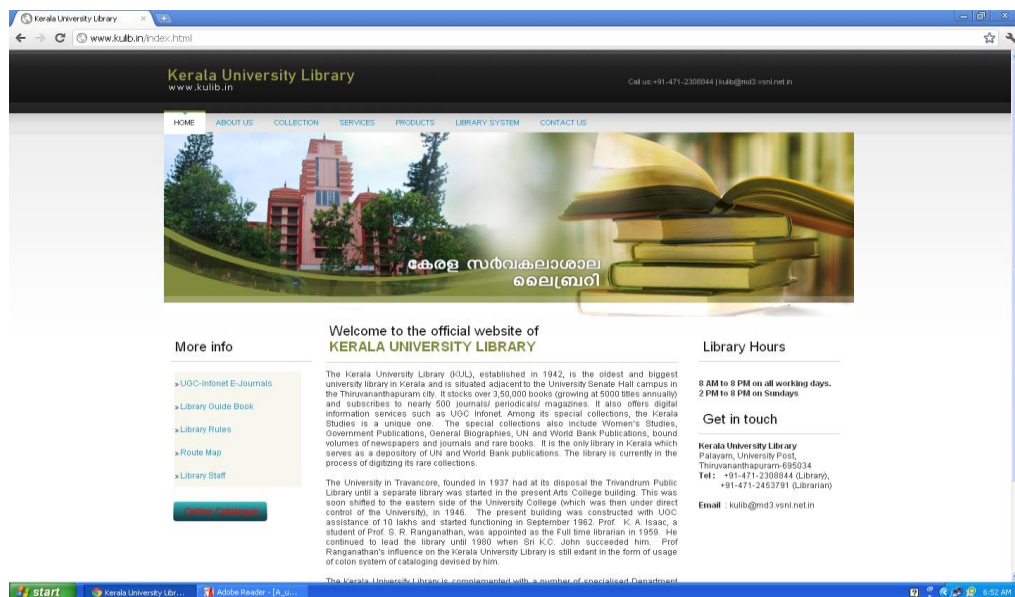 Kerala University Library
www.kulib.in/index.html
Kerala University Library
www.kulib.in
Call us:+91-471-2308844 | kulib@md3.vsnl.net.in
HOME ABOUT US COLLECTION SERVICES PRODUCTS LIBRARY SYSTEM CONTACT US
കേരള സർവകലാശാല
ലൈബ്രറി
More info
» UGC-Infonet E-Journals
» Library Guide Book
» Library Rules
» Route Map
» Library Staff
Online Catalogue
Welcome to the official website of
KERALA UNIVERSITY LIBRARY
The Kerala University Library (KUL), established in 1942, is the oldest and biggest
university library in Kerala and is situated adjacent to the University Senate Hall campus in
the Thiruvananthapuram city. It stocks over 3,50,000 books (growing at 5000 titles annually)
and subscribes to nearly 500 journals/ periodicals/ magazines. It also offers digital
information services such as UGC Infonet. Among its special collections, the Kerala
Studies is a unique one. The special collections also include Women's Studies,
Government Publications, General Biographies, UN and World Bank Publications, bound
volumes of newspapers and journals and rare books. It is the only library in Kerala which
serves as a depository of UN and World Bank publications. The library is currently in the
process of digitizing its rare collections.
The University in Travancore, founded in 1937 had at its disposal the Trivandrum Public
Library until a separate library was started in the present Arts College building. This was
soon shifted to the eastern side of the University College (which was then under direct
control of the University), in 1946. The present building was constructed with UGC
assistance of 10 lakhs and started functioning in September 1962. Prof. K. A. Isaac, a
student of Prof. S. R. Ranganathan, was appointed as the Full time librarian in 1959. He
continued to lead the library until 1980 when Sri K.C. John succeeded him. Prof
Ranganathan's influence on the Kerala University Library is still extant in the form of usage
of colon system of cataloging devised by him.
The Kerala University Library is complemented with a number of specialised Department
Library Hours
8 AM to 8 PM on all working days.
2 PM to 8 PM on Sundays
Get in touch
Kerala University Library
Palayam, University Post,
Thiruvananthapuram-695034
Tel : +91-471-2308844 (Library),
+91-471-2453791 (Librarian)
Email : kulib@md3.vsnl.net.in
start Kerala University Libr... Adobe Reader - [A_u... 6:52 AM